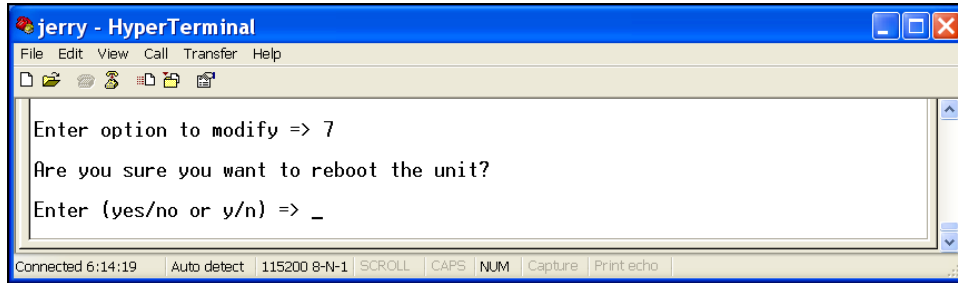 jerry - HyperTerminal
File Edit View Call Transfer Help
Enter option to modify => 7
Are you sure you want to reboot the unit?
Enter (yes/no or y/n) => _
Connected 6:14:19 Auto detect 115200 8-N-1 SCROLL CAPS NUM Capture Print echo